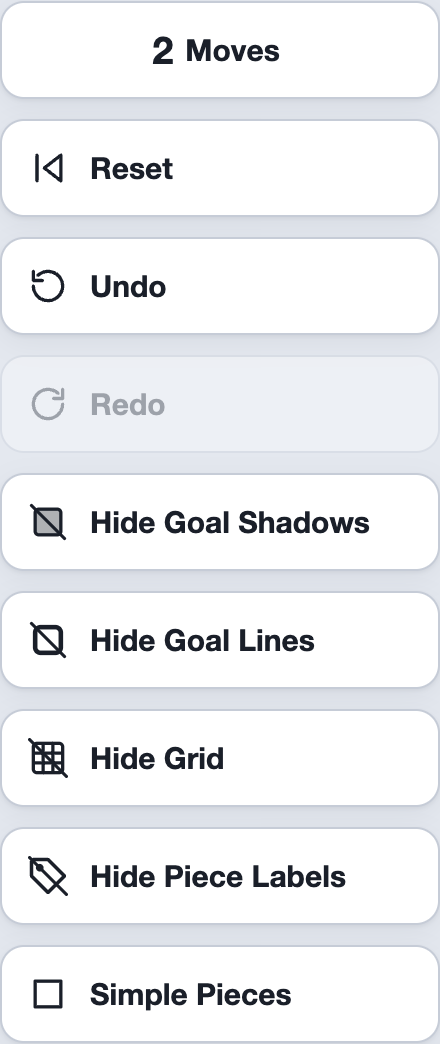 2 Moves
Reset
Undo
Redo
Hide Goal Shadows
Hide Goal Lines
Hide Grid
Hide Piece Labels
Simple Pieces